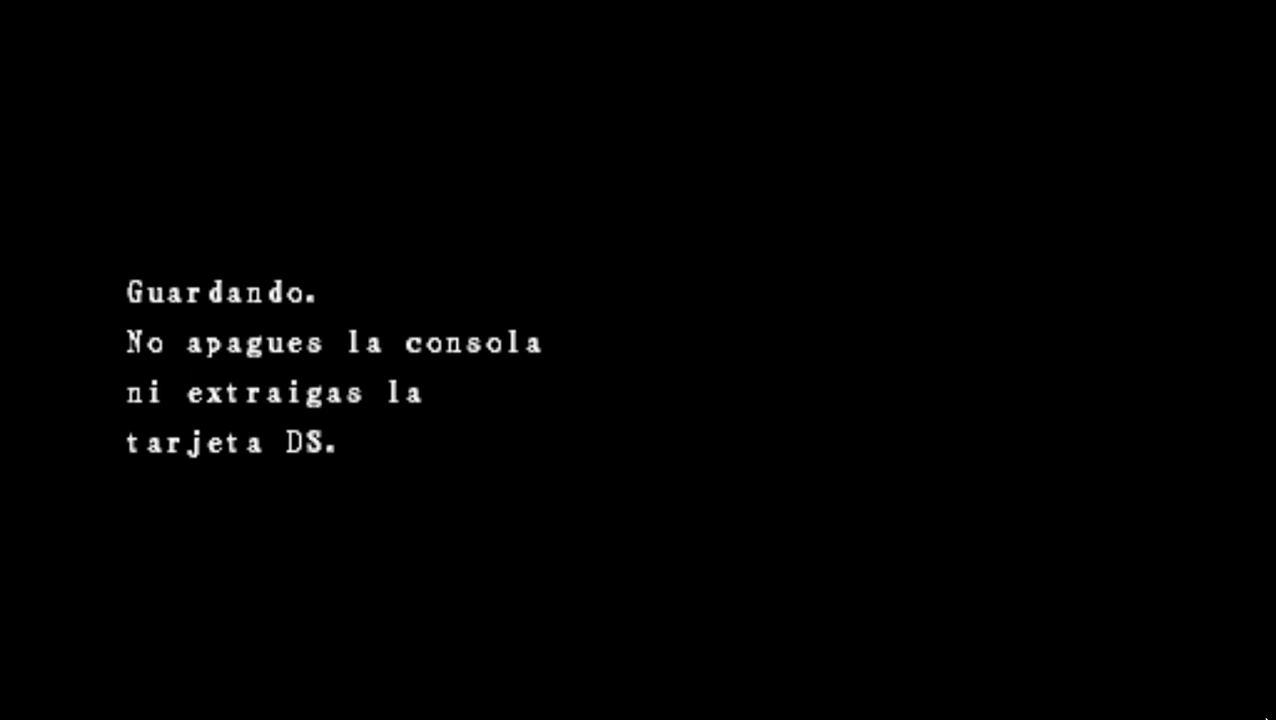 Guardando.
No apagues la consola
ni extraigas la
tarjeta DS.